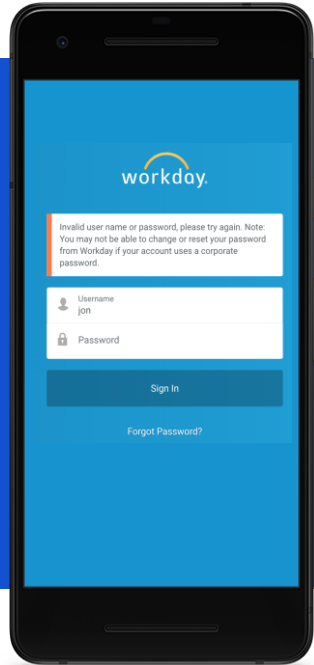 workday.
Invalid user name or password, please try again. Note:
You may not be able to change or reset your password
from Workday if your account uses a corporate
password.
Username
jon
Password
Sign In
Forgot Password?